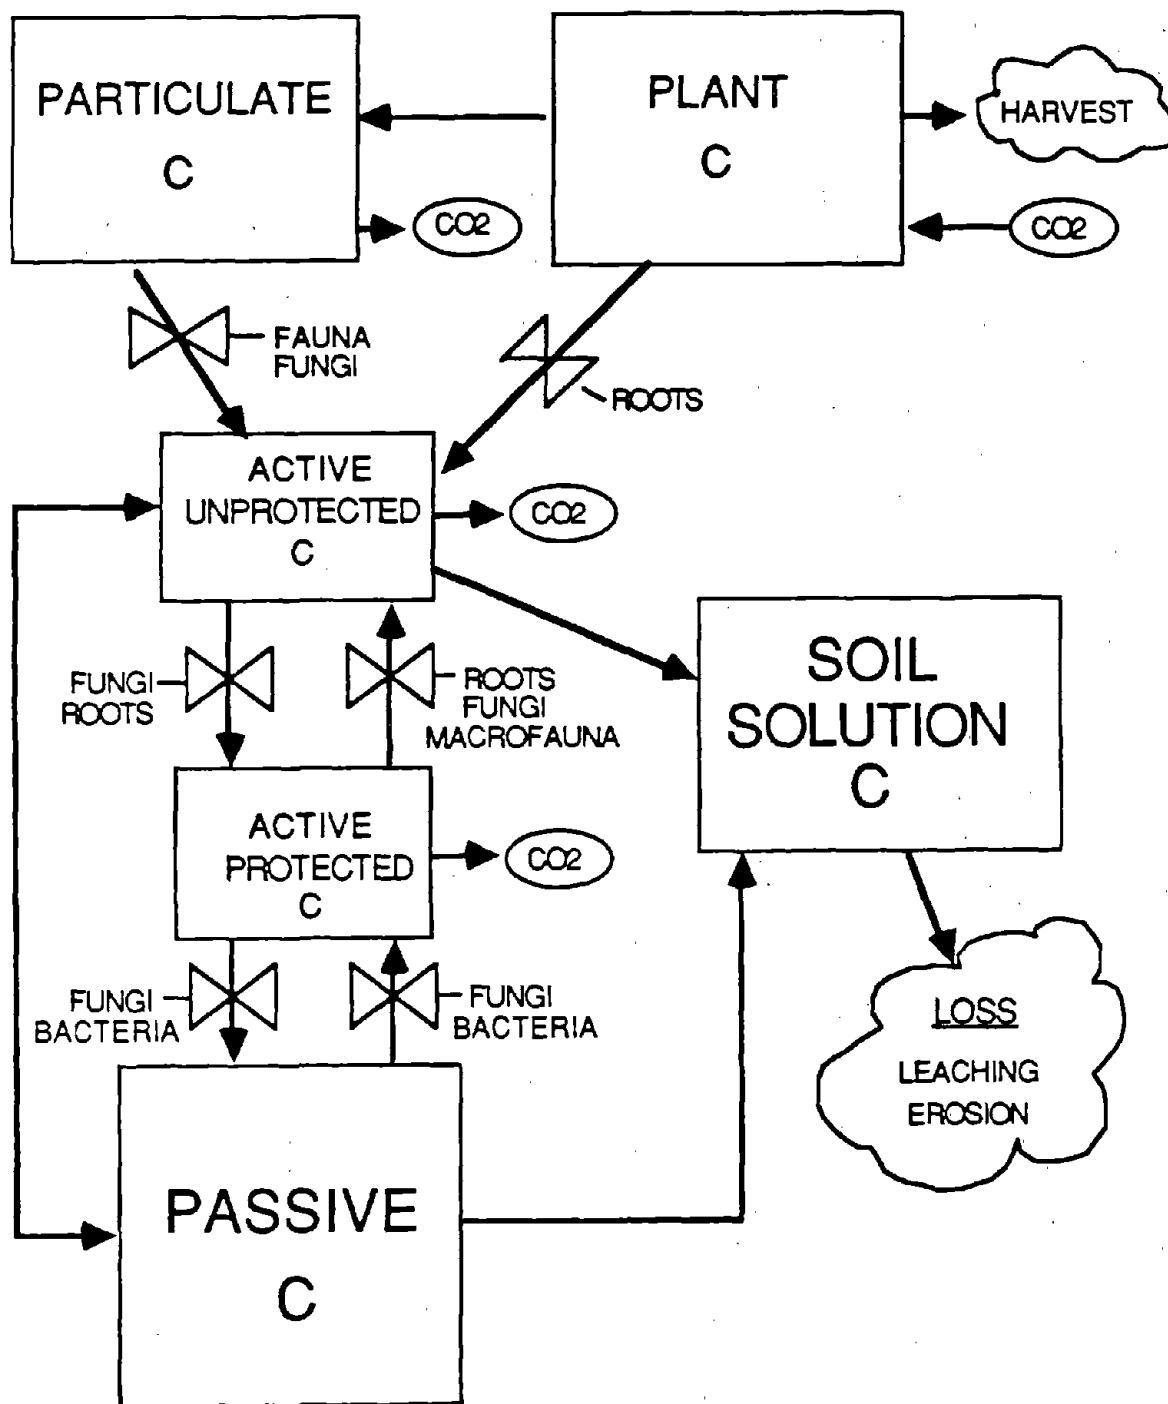 PARTICULATE
C
PLANT
C
HARVEST
CO2
CO2
FAUNA
FUNGI
ROOTS
ACTIVE
UNPROTECTED
C
CO2
FUNGI
ROOTS
ROOTS
FUNGI
MACROFAUNA
SOIL
SOLUTION
C
ACTIVE
PROTECTED
C
CO2
FUNGI
BACTERIA
FUNGI
BACTERIA
LOSS
LEACHING
EROSION
PASSIVE
C